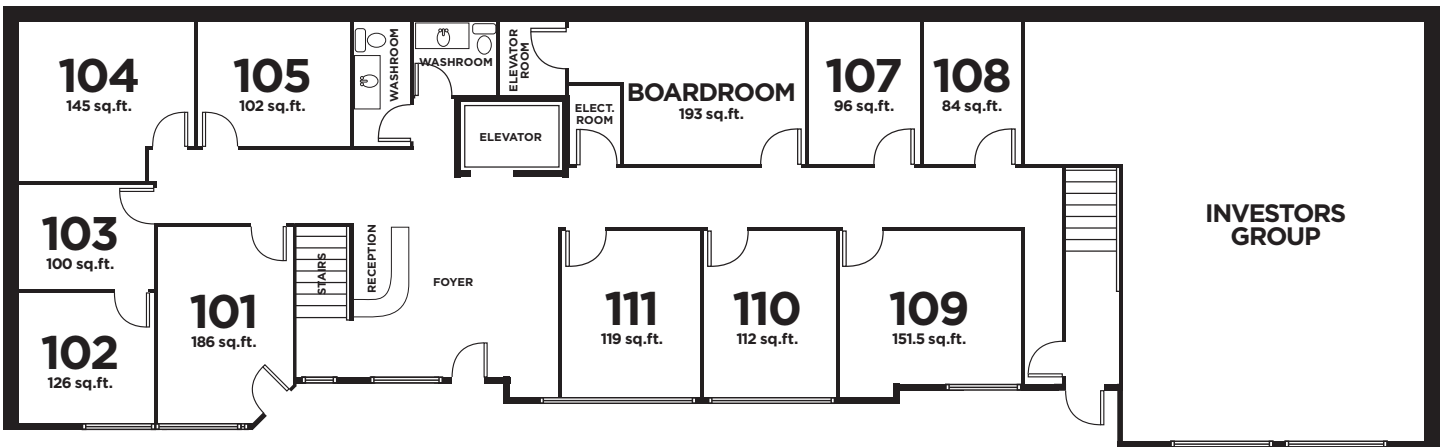 104
145 sq.ft.
105
102 sq.ft.
WASHROOM
WASHROOM
ELEVATOR
ROOM
ELEVATOR
ELECT.
ROOM
BOARDROOM
193 sq.ft.
107
96 sq.ft.
108
84 sq.ft.
INVESTORS
GROUP
103
100 sq.ft.
102
126 sq.ft.
101
186 sq.ft.
STAIRS
RECEPTION
FOYER
111
119 sq.ft.
110
112 sq.ft.
109
151.5 sq.ft.